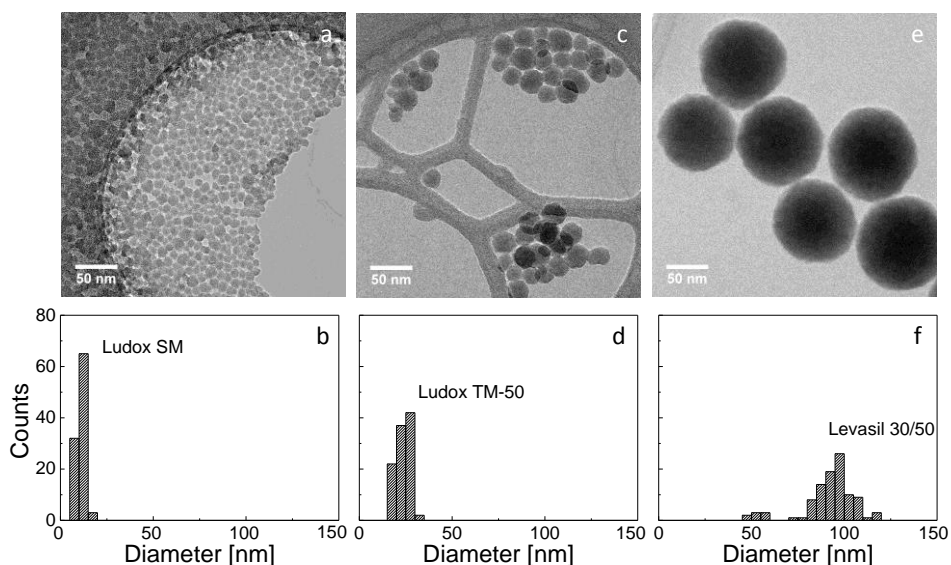 a
c
e
50 nm
50 nm
50 nm
80
60
40
20
0
Counts
b
Ludox SM
d
Ludox TM-50
f
Levasil 30/50
0 50 100 150
0 50 100 150
0 50 100 150
Diameter [nm]
Diameter [nm]
Diameter [nm]